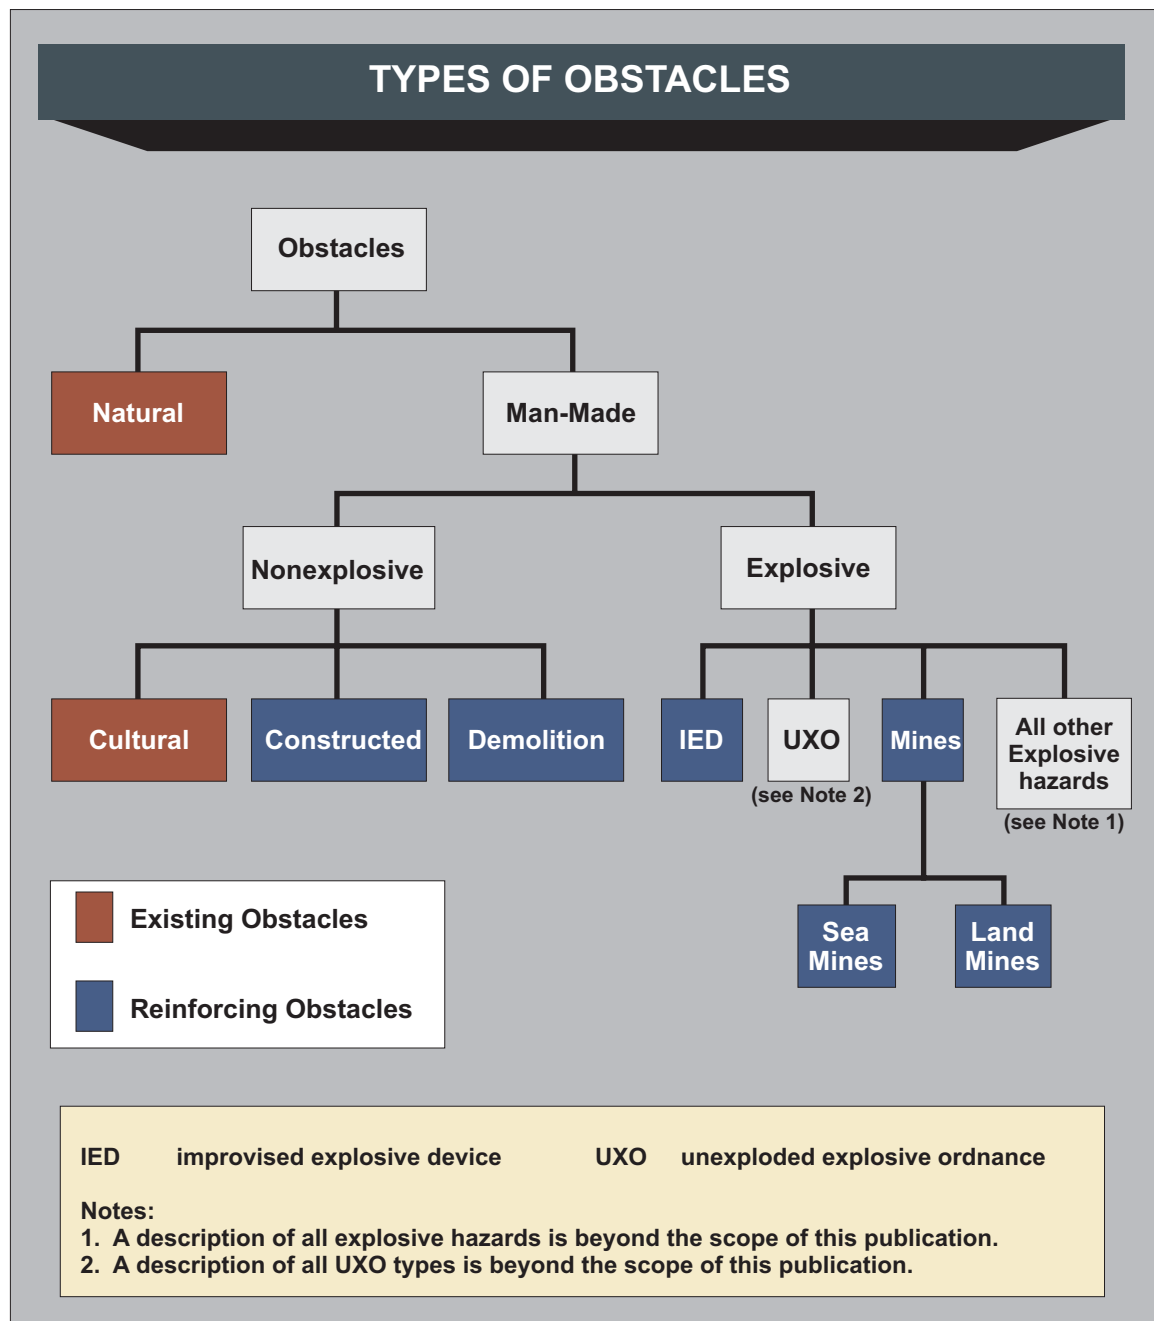 TYPES OF OBSTACLES
Obstacles
Natural
Man-Made
Nonexplosive
Explosive
Cultural
Constructed
Demolition
IED
UXO
(see Note 2)
Mines
All other
Explosive
hazards
(see Note 1)
Sea
Mines
Land
Mines
Existing Obstacles
Reinforcing Obstacles
IED improvised explosive device UXO unexploded explosive ordnance
Notes:
1. A description of all explosive hazards is beyond the scope of this publication.
2. A description of all UXO types is beyond the scope of this publication.